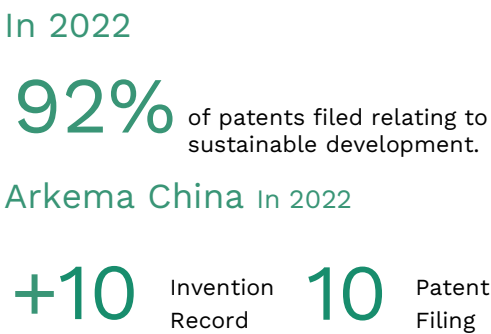 In 2022
92% of patents filed relating to
sustainable development.
Arkema China In 2022
+10 Invention Record 10 Patent Filing